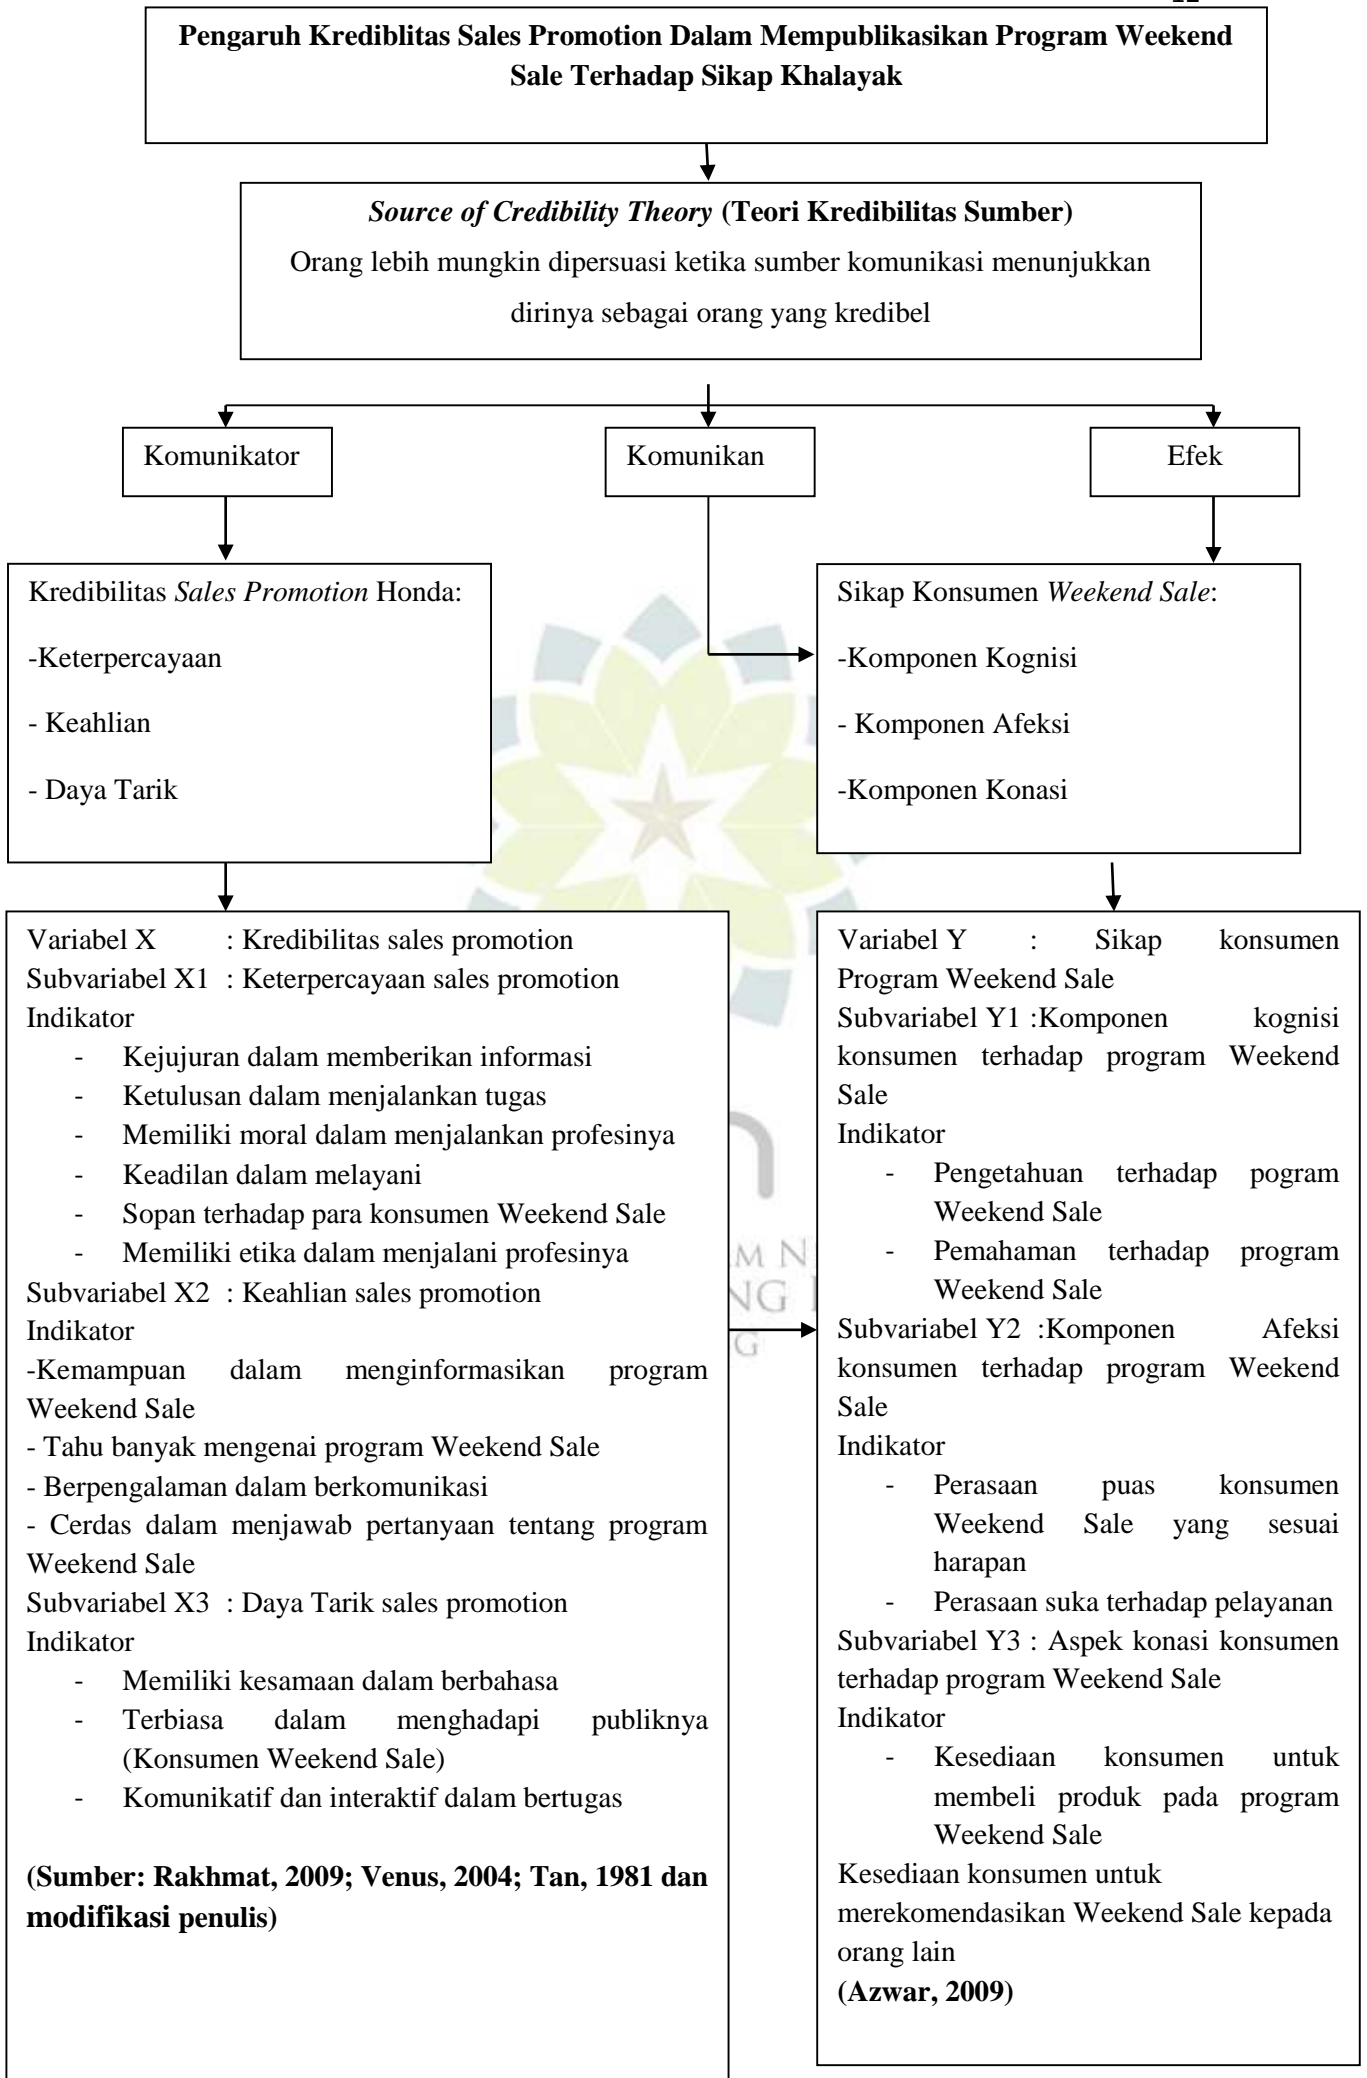 Pengaruh Krediblitas Sales Promotion Dalam Mempublikasikan Program Weekend
Sale Terhadap Sikap Khalayak
Source of Credibility Theory (Teori Kredibilitas Sumber)
Orang lebih mungkin dipersuasi ketika sumber komunikasi menunjukkan
dirinya sebagai orang yang kredibel
Komunikator
Komunikan
Efek
Kredibilitas Sales Promotion Honda:
-Keterpercayaan
- Keahlian
- Daya Tarik
Sikap Konsumen Weekend Sale:
-Komponen Kognisi
- Komponen Afeksi
-Komponen Konasi
Variabel X : Kredibilitas sales promotion
Subvariabel X1 : Keterpercayaan sales promotion
Indikator
- Kejujuran dalam memberikan informasi
- Ketulusan dalam menjalankan tugas
- Memiliki moral dalam menjalankan profesinya
- Keadilan dalam melayani
- Sopan terhadap para konsumen Weekend Sale
- Memiliki etika dalam menjalani profesinya
Subvariabel X2 : Keahlian sales promotion
Indikator
-Kemampuan dalam menginformasikan program
Weekend Sale
- Tahu banyak mengenai program Weekend Sale
- Berpengalaman dalam berkomunikasi
- Cerdas dalam menjawab pertanyaan tentang program
Weekend Sale
Subvariabel X3 : Daya Tarik sales promotion
Indikator
- Memiliki kesamaan dalam berbahasa
- Terbiasa dalam menghadapi publiknya
(Konsumen Weekend Sale)
- Komunikatif dan interaktif dalam bertugas
(Sumber: Rakhmat, 2009; Venus, 2004; Tan, 1981 dan
modifikasi penulis)
Variabel Y : Sikap konsumen
Program Weekend Sale
Subvariabel Y1 :Komponen kognisi
konsumen terhadap program Weekend
Sale
Indikator
- Pengetahuan terhadap pogram
Weekend Sale
- Pemahaman terhadap program
Weekend Sale
Subvariabel Y2 :Komponen Afeksi
konsumen terhadap program Weekend
Sale
Indikator
- Perasaan puas konsumen
Weekend Sale yang sesuai
harapan
- Perasaan suka terhadap pelayanan
Subvariabel Y3 : Aspek konasi konsumen
terhadap program Weekend Sale
Indikator
- Kesediaan konsumen untuk
membeli produk pada program
Weekend Sale
Kesediaan konsumen untuk
merekomendasikan Weekend Sale kepada
orang lain
(Azwar, 2009)